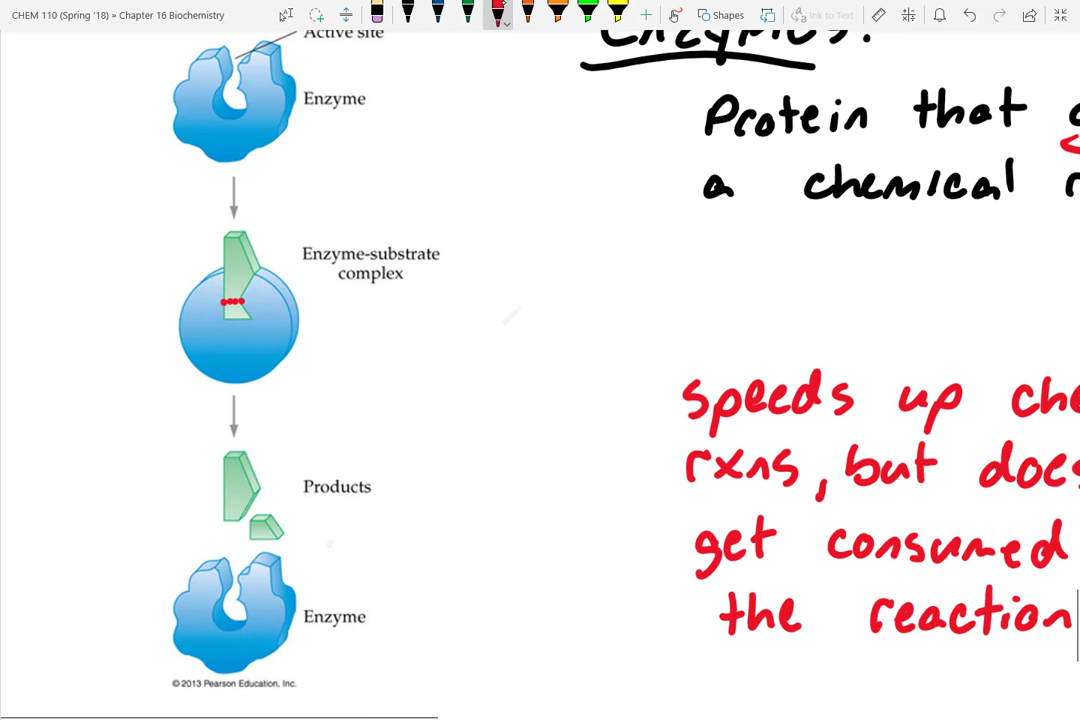 CHEM 110 (Spring '18) » Chapter 16 Biochemistry
Shapes
Ink to Text
Active site
Enzyme
Enzyme-substrate
complex
Products
Enzyme
© 2013 Pearson Education, Inc.
Enzymes:
Protein that
a chemical
speeds up che
rxns, but does
get consumed
the reaction